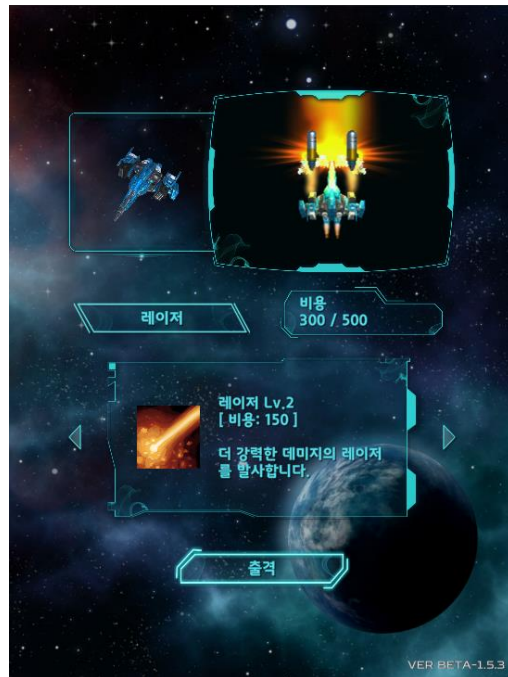 레이저
비용
300 / 500
레이저 Lv.2
[ 비용: 150 ]
더 강력한 데미지의 레이저
를 발사합니다.
출격
VER BETA-1.5.3